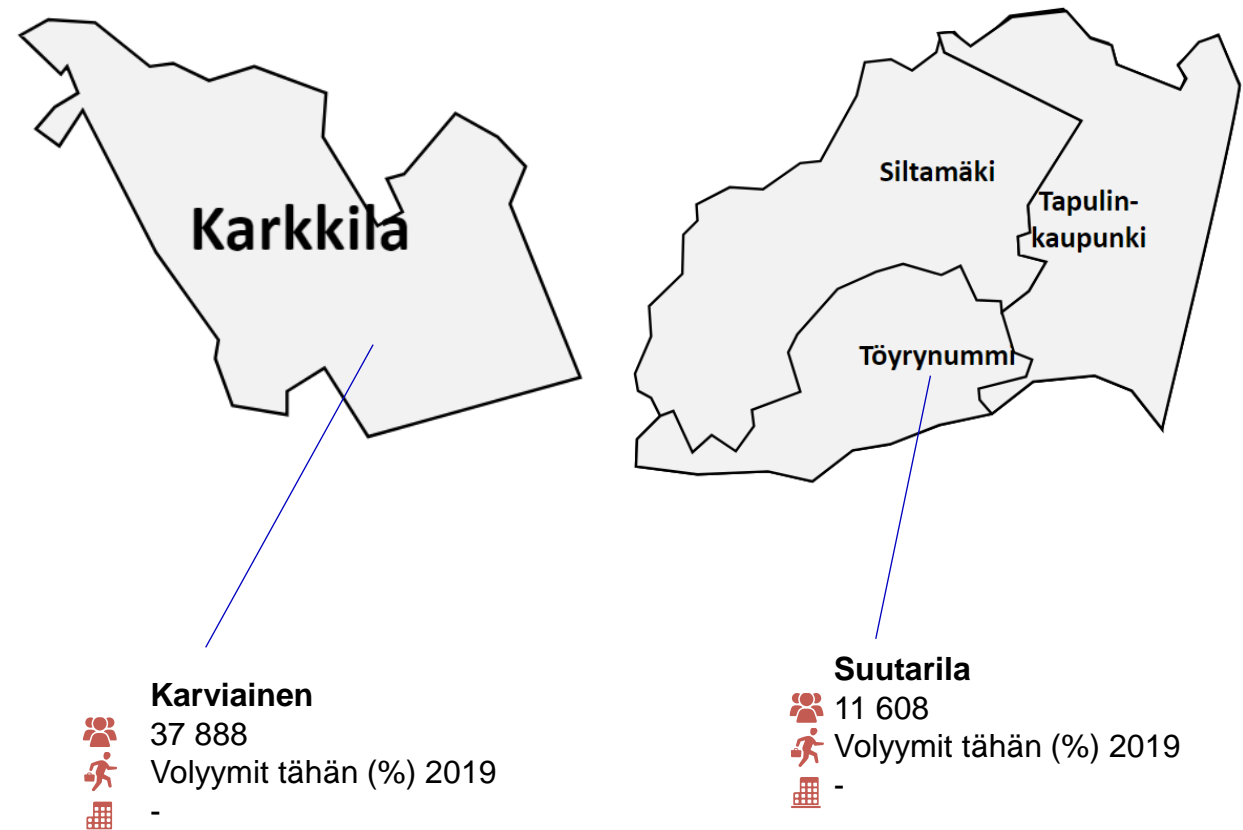 Karkkila
Siltamäki
Tapulin-
kaupunki
Töyrynummi
Karviainen
37 888
Volyymit tähän (%) 2019
-
Suutarila
11 608
Volyymit tähän (%) 2019
-